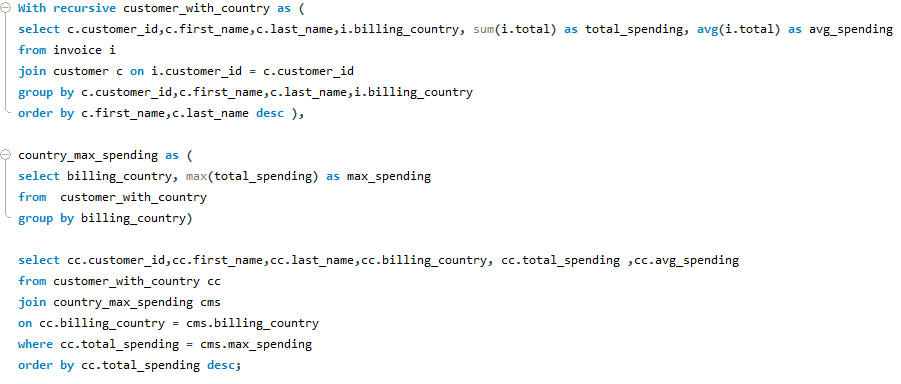 With recursive customer_with_country as (
select c.customer_id,c.first_name,c.last_name,i.billing_country, sum(i.total) as total_spending, avg(i.total) as avg_spending
from invoice i
join customer c on i.customer_id = c.customer_id
group by c.customer_id,c.first_name,c.last_name,i.billing_country
order by c.first_name,c.last_name desc ),
country_max_spending as (
select billing_country, max(total_spending) as max_spending
from  customer_with_country
group by billing_country)
select cc.customer_id,cc.first_name,cc.last_name,cc.billing_country, cc.total_spending ,cc.avg_spending
from customer_with_country cc
join country_max_spending cms
on cc.billing_country = cms.billing_country
where cc.total_spending = cms.max_spending
order by cc.total_spending desc;